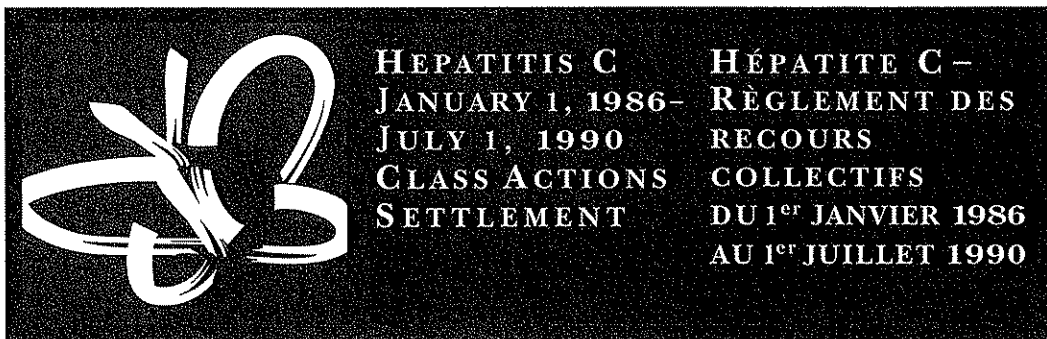 HEPATITIS C
JANUARY 1, 1986–
JULY 1, 1990
CLASS ACTIONS
SETTLEMENT
HÉPATITE C –
RÈGLEMENT DES
RECOURS
COLLECTIFS
DU 1er JANVIER 1986
AU 1er JUILLET 1990